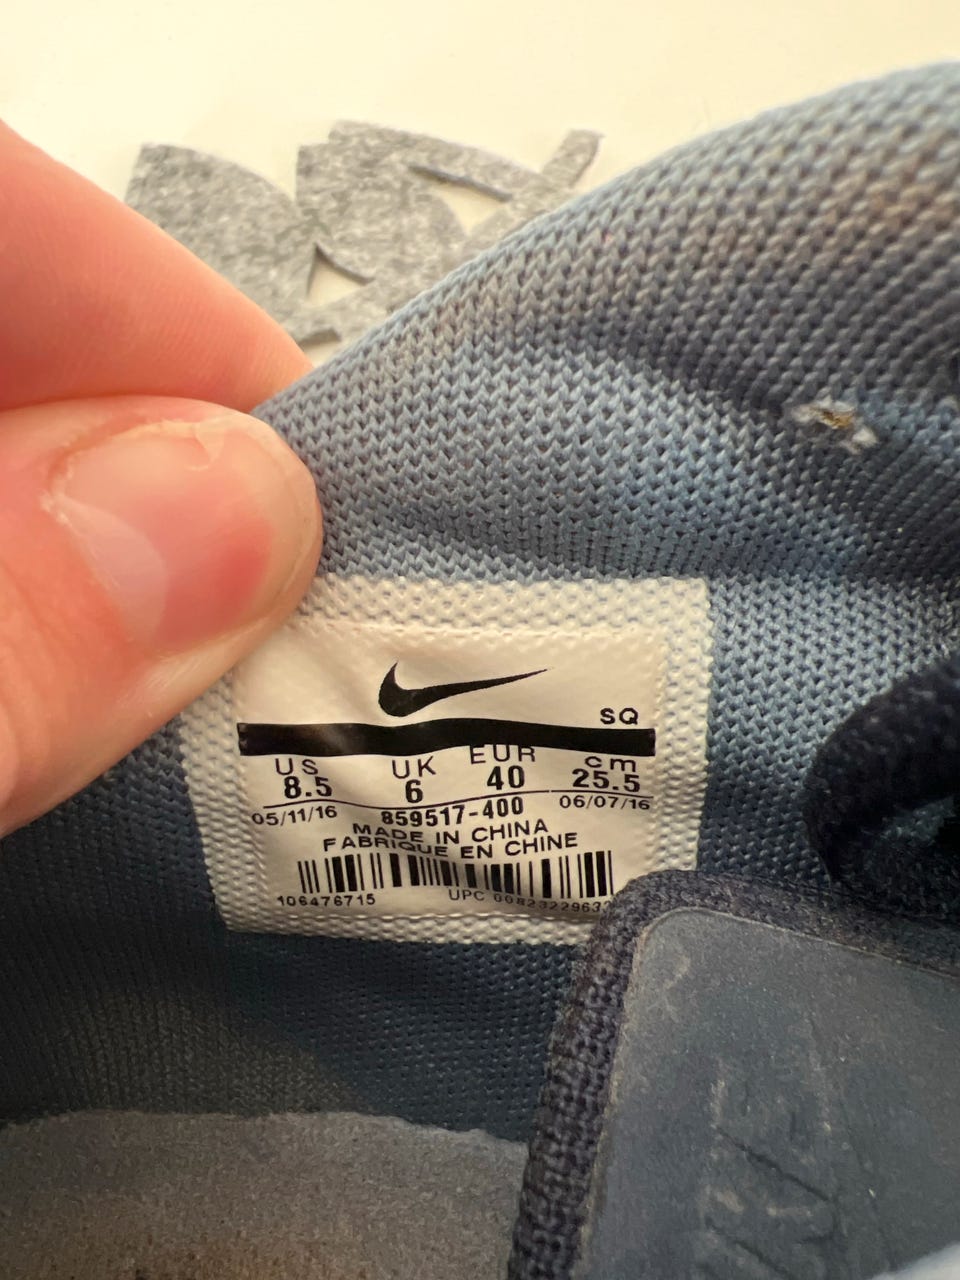 SQ
US UK EUR cm
8.5 6 40 25.5
05/11/16 859517-400 06/07/16
MADE IN CHINA
FABRIQUE EN CHINE
106476715 UPC